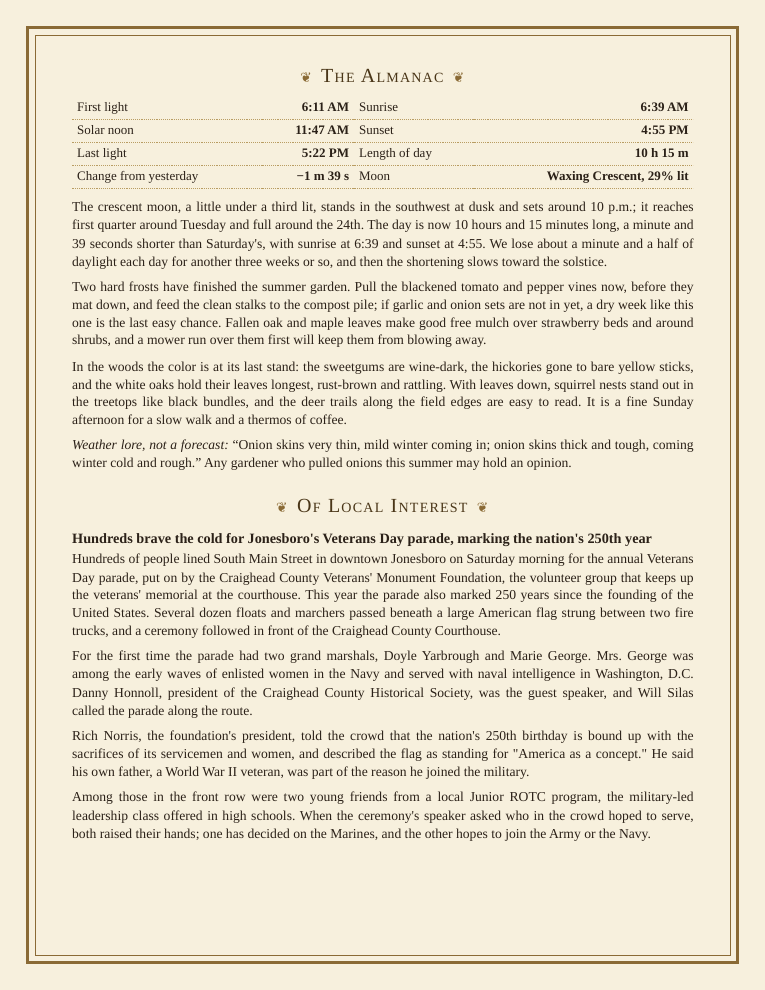 ❦ The Almanac ❦
First light 6:11 AM Sunrise 6:39 AM
Solar noon 11:47 AM Sunset 4:55 PM
Last light 5:22 PM Length of day 10 h 15 m
Change from yesterday −1 m 39 s Moon Waxing Crescent, 29% lit
The crescent moon, a little under a third lit, stands in the southwest at dusk and sets around 10 p.m.; it reaches
first quarter around Tuesday and full around the 24th. The day is now 10 hours and 15 minutes long, a minute and
39 seconds shorter than Saturday's, with sunrise at 6:39 and sunset at 4:55. We lose about a minute and a half of
daylight each day for another three weeks or so, and then the shortening slows toward the solstice.
Two hard frosts have finished the summer garden. Pull the blackened tomato and pepper vines now, before they
mat down, and feed the clean stalks to the compost pile; if garlic and onion sets are not in yet, a dry week like this
one is the last easy chance. Fallen oak and maple leaves make good free mulch over strawberry beds and around
shrubs, and a mower run over them first will keep them from blowing away.
In the woods the color is at its last stand: the sweetgums are wine-dark, the hickories gone to bare yellow sticks,
and the white oaks hold their leaves longest, rust-brown and rattling. With leaves down, squirrel nests stand out in
the treetops like black bundles, and the deer trails along the field edges are easy to read. It is a fine Sunday
afternoon for a slow walk and a thermos of coffee.
Weather lore, not a forecast: “Onion skins very thin, mild winter coming in; onion skins thick and tough, coming
winter cold and rough.” Any gardener who pulled onions this summer may hold an opinion.
❦ Of Local Interest ❦
Hundreds brave the cold for Jonesboro's Veterans Day parade, marking the nation's 250th year
Hundreds of people lined South Main Street in downtown Jonesboro on Saturday morning for the annual Veterans
Day parade, put on by the Craighead County Veterans' Monument Foundation, the volunteer group that keeps up
the veterans' memorial at the courthouse. This year the parade also marked 250 years since the founding of the
United States. Several dozen floats and marchers passed beneath a large American flag strung between two fire
trucks, and a ceremony followed in front of the Craighead County Courthouse.
For the first time the parade had two grand marshals, Doyle Yarbrough and Marie George. Mrs. George was
among the early waves of enlisted women in the Navy and served with naval intelligence in Washington, D.C.
Danny Honnoll, president of the Craighead County Historical Society, was the guest speaker, and Will Silas
called the parade along the route.
Rich Norris, the foundation's president, told the crowd that the nation's 250th birthday is bound up with the
sacrifices of its servicemen and women, and described the flag as standing for "America as a concept." He said
his own father, a World War II veteran, was part of the reason he joined the military.
Among those in the front row were two young friends from a local Junior ROTC program, the military-led
leadership class offered in high schools. When the ceremony's speaker asked who in the crowd hoped to serve,
both raised their hands; one has decided on the Marines, and the other hopes to join the Army or the Navy.